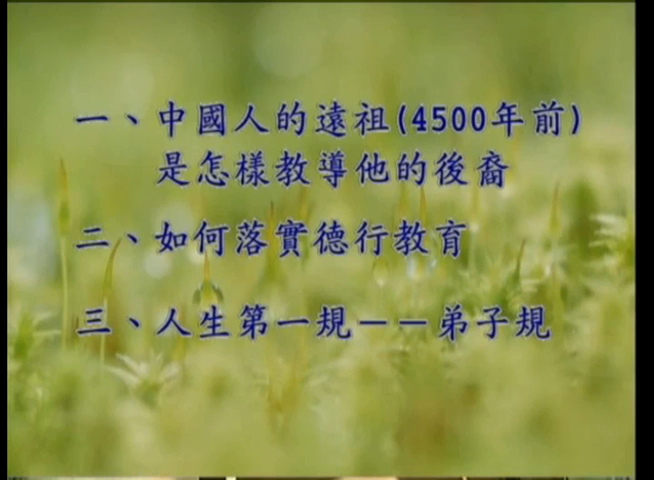 一、中國人的遠祖(4500年前)
是怎樣教導他的後裔
二、如何落實德行教育
三、人生第一規－－弟子規